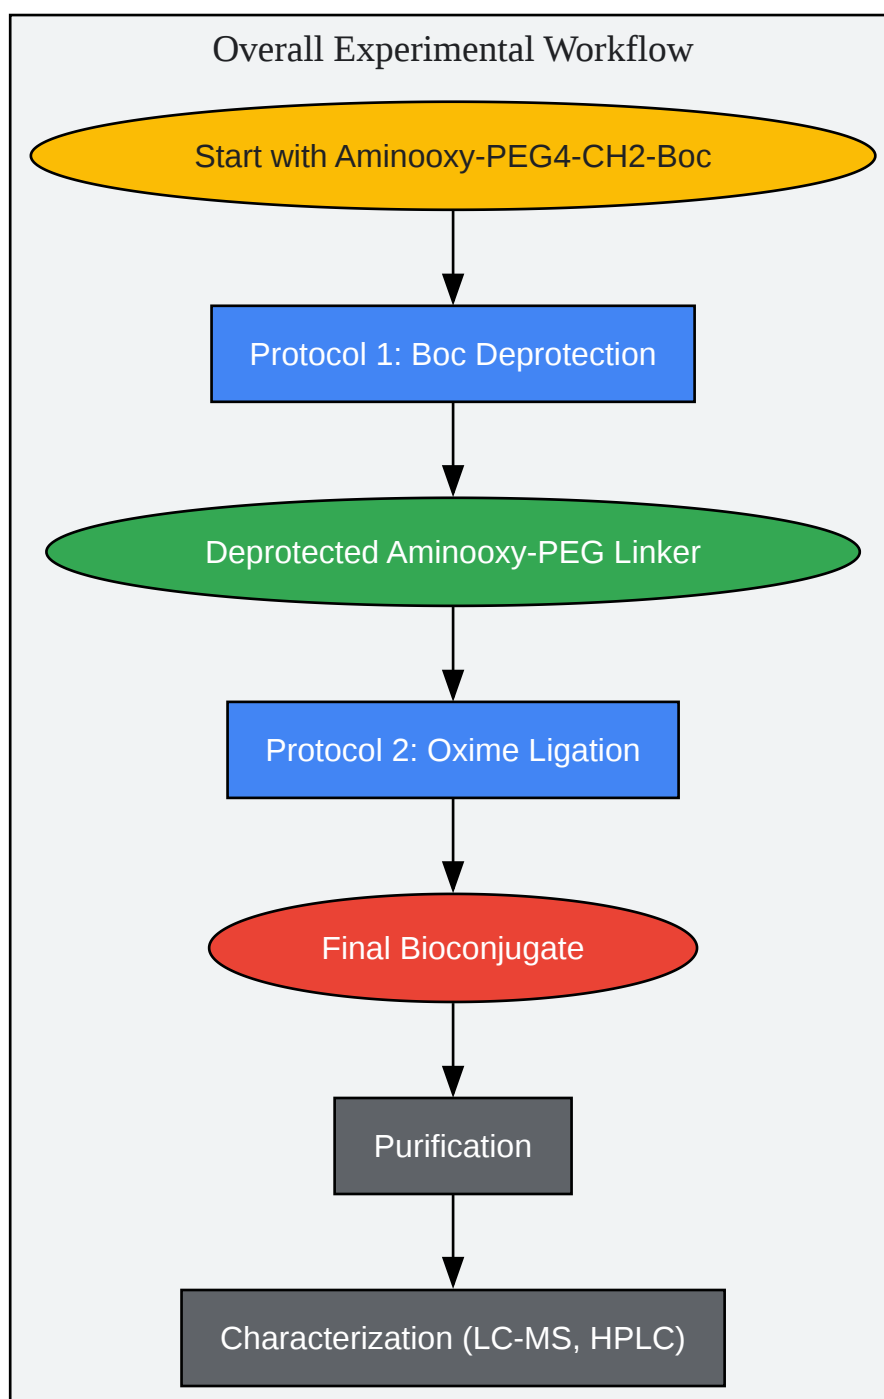 Overall Experimental Workflow
Start with Aminooxy-PEG4-CH2-Boc
Protocol 1: Boc Deprotection
Deprotected Aminooxy-PEG Linker
Protocol 2: Oxime Ligation
Final Bioconjugate
Purification
Characterization (LC-MS, HPLC)